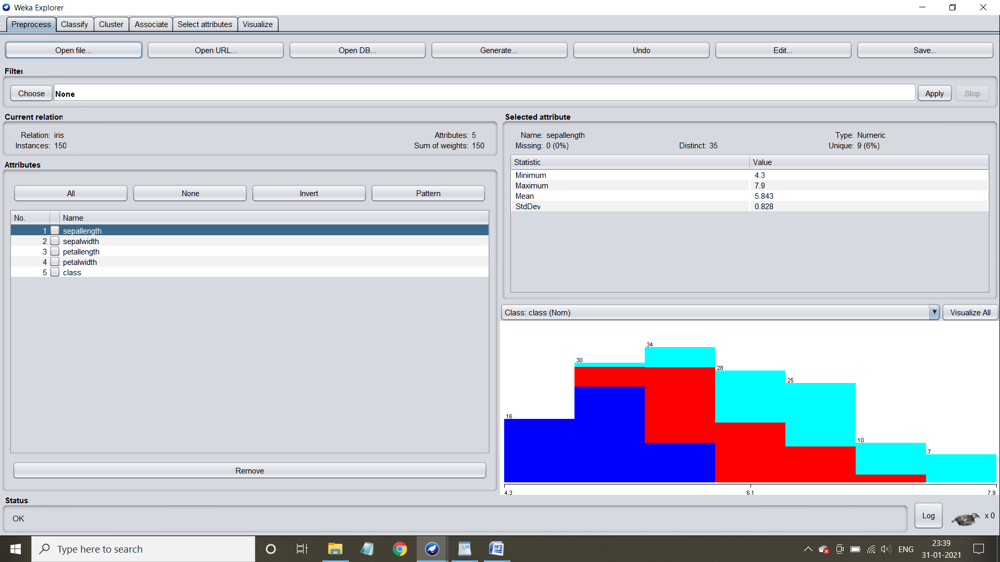 Weka Explorer
Preprocess Classify Cluster Associate Select attributes Visualize
Open file... Open URL... Open DB... Generate... Undo Edit... Save...
Filter
Choose None Apply Stop
Current relation
Relation: iris Attributes: 5
Instances: 150 Sum of weights: 150
Selected attribute
Name: sepallength Type: Numeric
Missing: 0 (0%) Distinct: 35 Unique: 9 (6%)
Statistic Value
Minimum 4.3
Maximum 7.9
Mean 5.843
StdDev 0.828
Attributes
All None Invert Pattern
No. Name
1 sepallength
2 sepalwidth
3 petallength
4 petalwidth
5 class
Remove
Class: class (Nom) Visualize All
16 30 34 28 25 10 7
4.3 6.1 7.9
Status
OK
Log x 0
Type here to search
ENG
23:39
31-01-2021